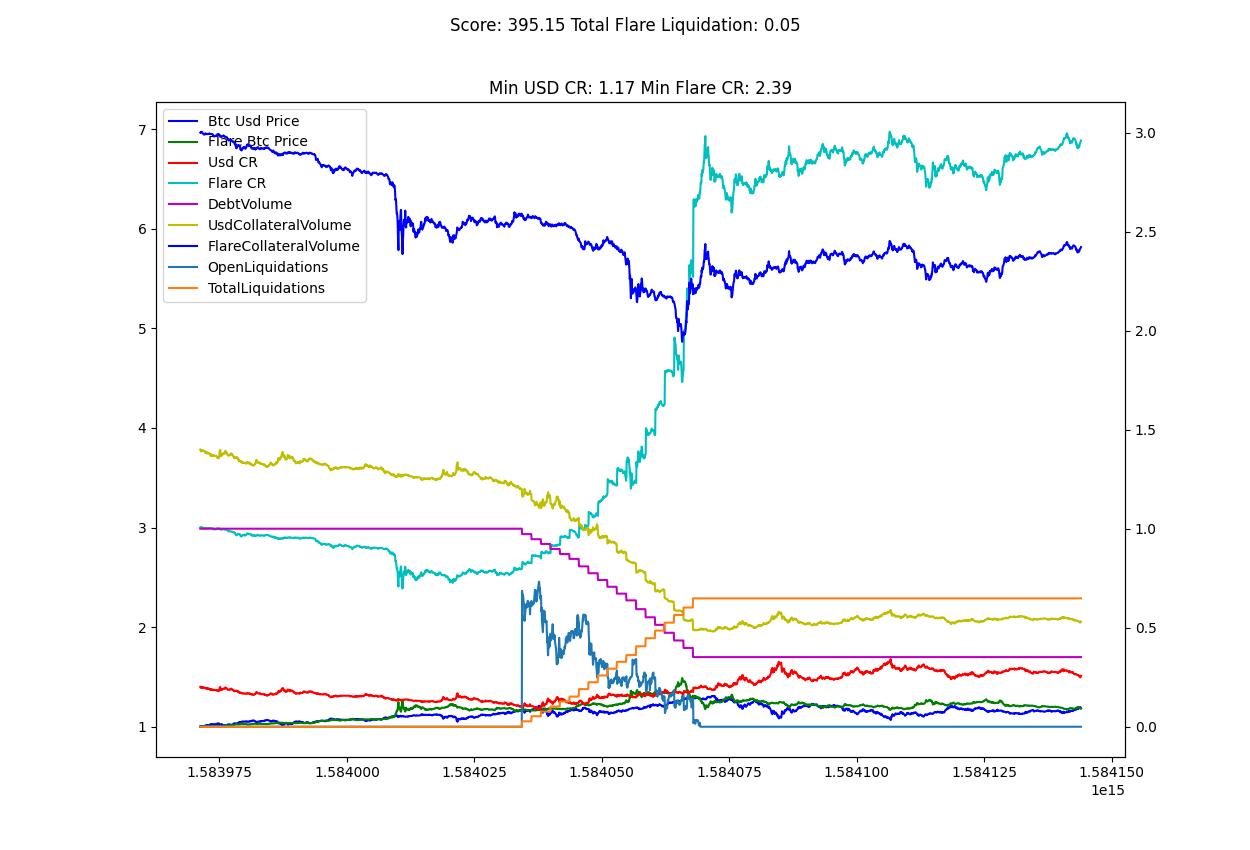 Score: 395.15 Total Flare Liquidation: 0.05
Min USD CR: 1.17 Min Flare CR: 2.39
Btc Usd Price
Flare Btc Price
Usd CR
Flare CR
DebtVolume
UsdCollateralVolume
FlareCollateralVolume
OpenLiquidations
TotalLiquidations
7
6
5
4
3
2
1
3.0
2.5
2.0
1.5
1.0
0.5
0.0
1.583975 1.584000 1.584025 1.584050 1.584075 1.584100 1.584125 1.584150
1e15